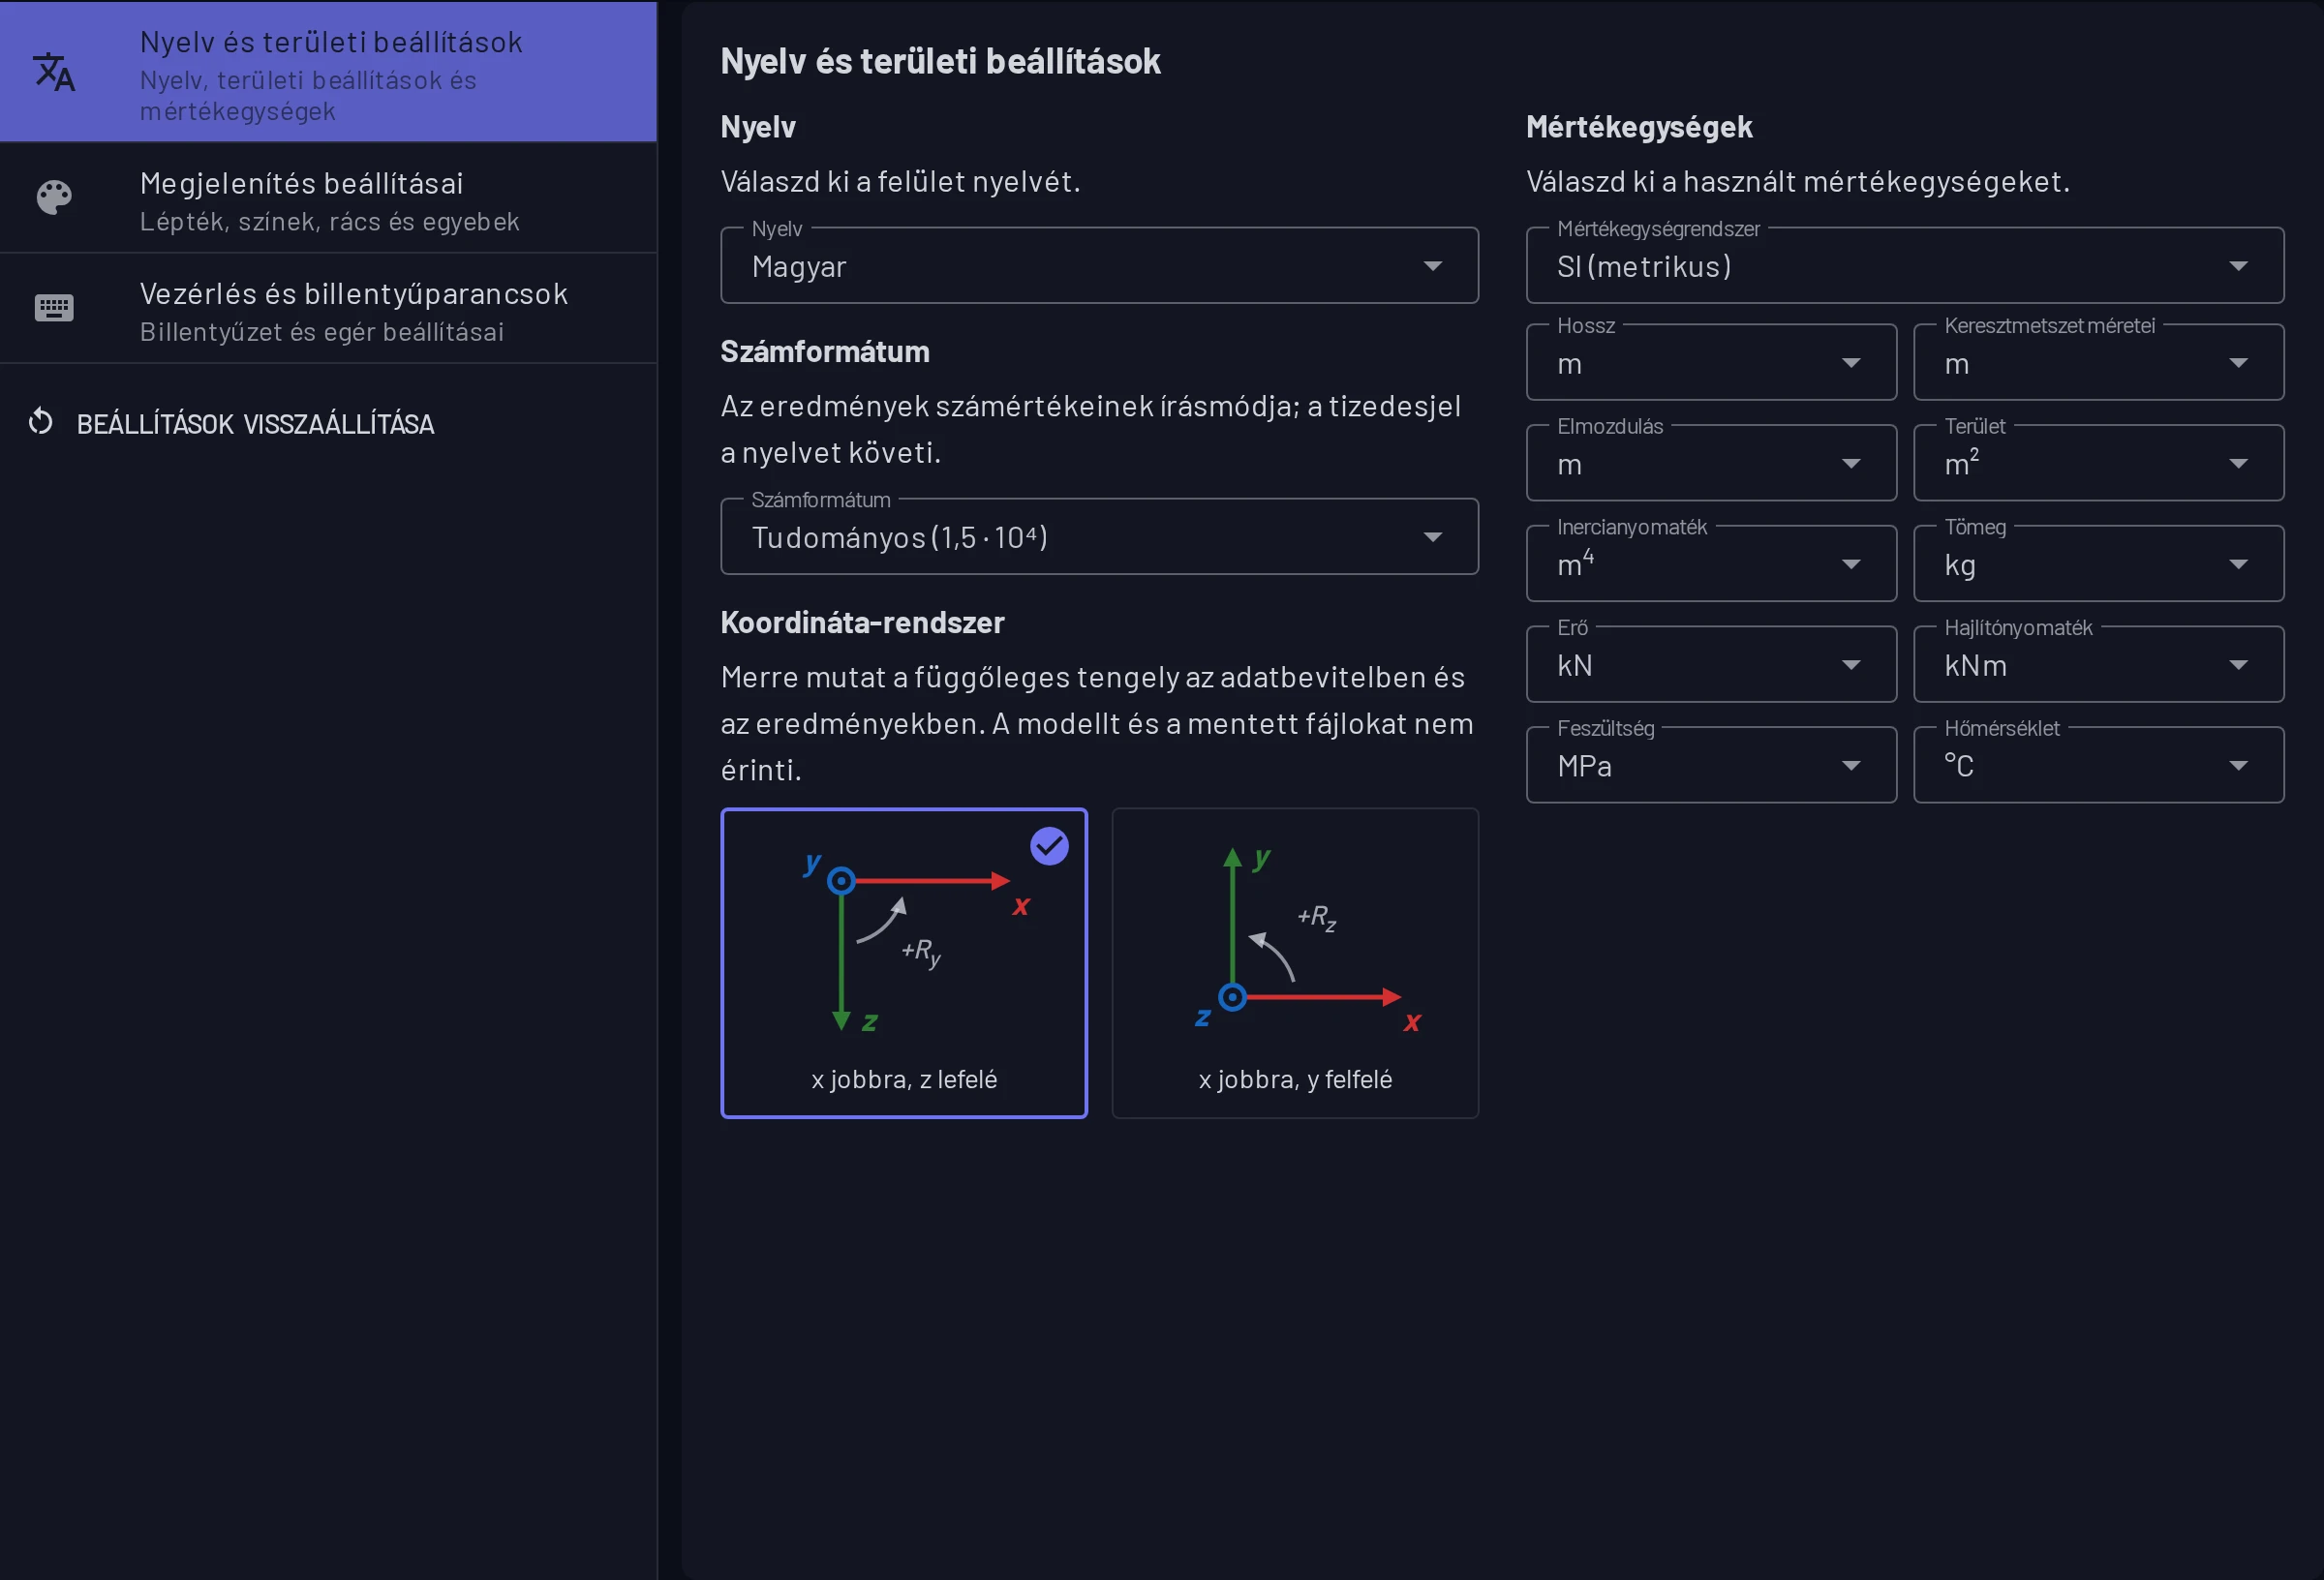 Nyelv és területi beállítások
Nyelv, területi beállítások és
mértékegységek
Megjelenítés beállításai
Lépték, színek, rács és egyebek
Vezérlés és billentyűparancsok
Billentyűzet és egér beállításai
BEÁLLÍTÁSOK VISSZAÁLLÍTÁSA
Nyelv és területi beállítások
Nyelv
Válaszd ki a felület nyelvét.
Nyelv
Magyar
Számformátum
Az eredmények számértékeinek írásmódja; a tizedesjel
a nyelvet követi.
Számformátum
Tudományos (1,5 · 10⁴)
Koordináta-rendszer
Merre mutat a függőleges tengely az adatbevitelben és
az eredményekben. A modellt és a mentett fájlokat nem
érinti.
y
x
+R_y
z
x jobbra, z lefelé
y
+R_z
z
x
x jobbra, y felfelé
Mértékegységek
Válaszd ki a használt mértékegységeket.
Mértékegységrendszer
SI (metrikus)
Hossz
m
Keresztmetszet méretei
m
Elmozdulás
m
Terület
m²
Inercianyomaték
m⁴
Tömeg
kg
Erő
kN
Hajlítónyomaték
kNm
Feszültség
MPa
Hőmérséklet
°C